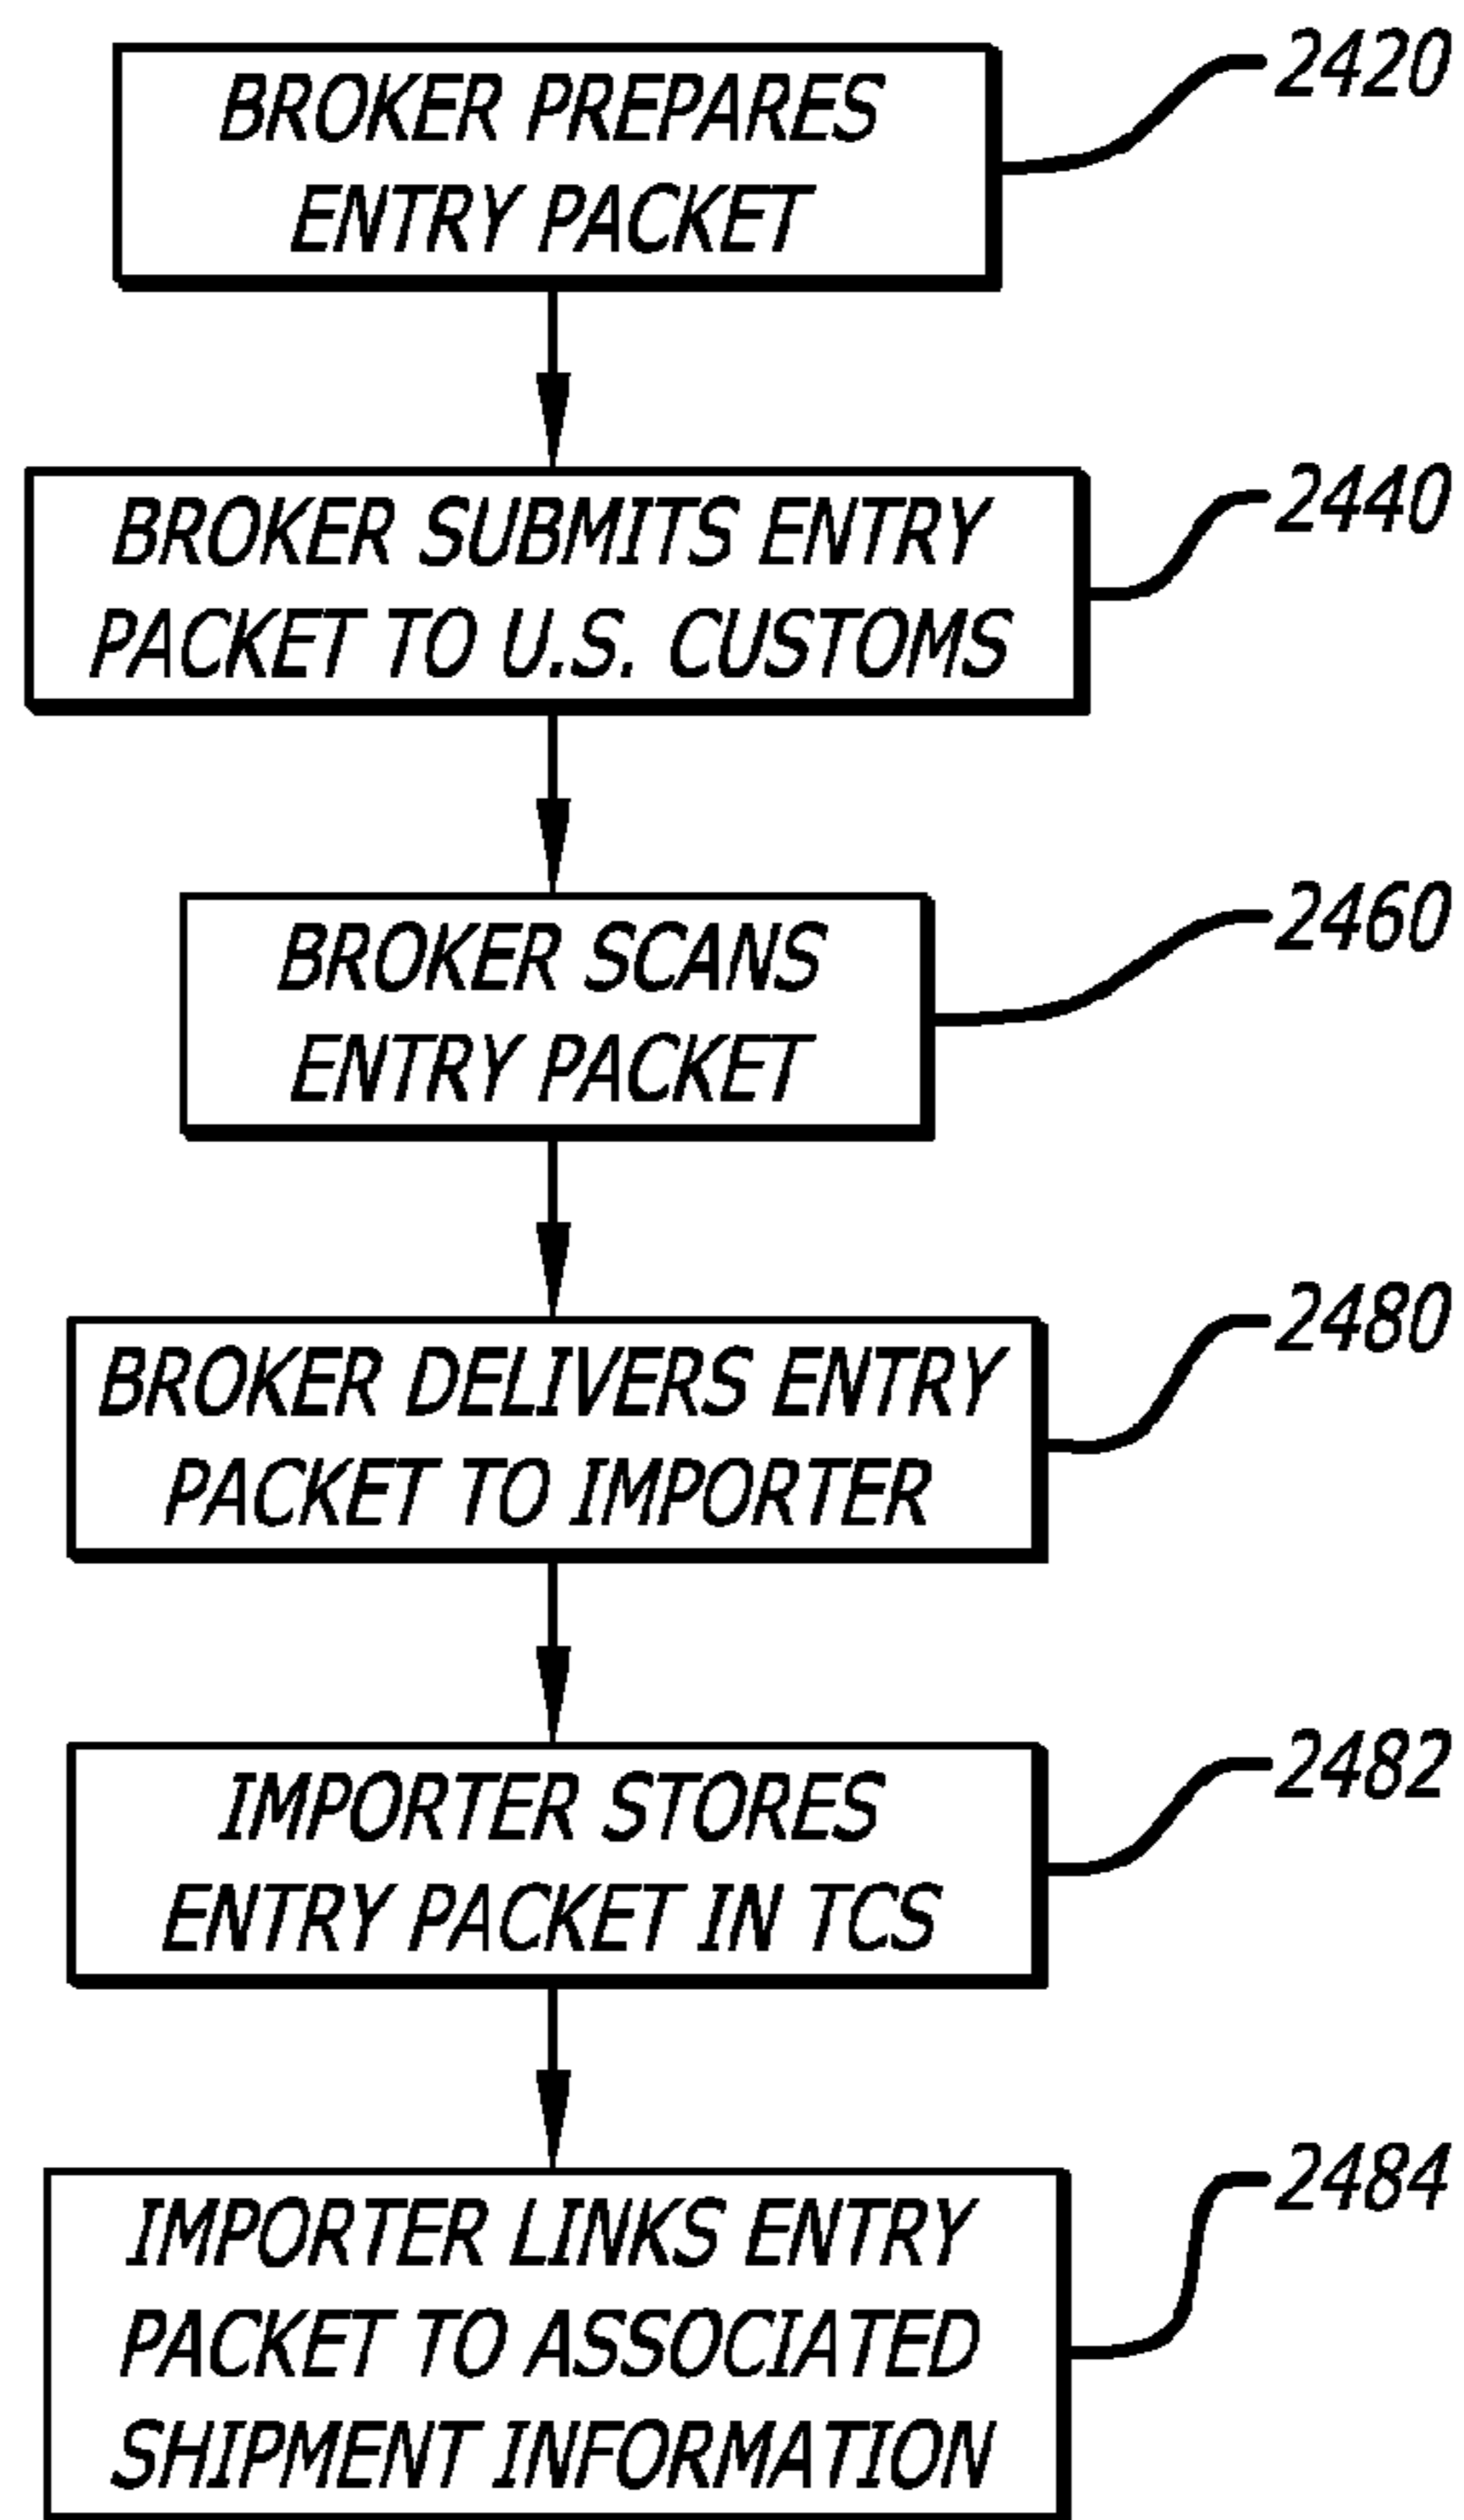 BROKER PREPARES
ENTRY PACKET
2420
BROKER SUBMITS ENTRY
PACKET TO U.S. CUSTOMS
2440
BROKER SCANS
ENTRY PACKET
2460
BROKER DELIVERS ENTRY
PACKET TO IMPORTER
2480
IMPORTER STORES
ENTRY PACKET IN TCS
2482
IMPORTER LINKS ENTRY
PACKET TO ASSOCIATED
SHIPMENT INFORMATION
2484